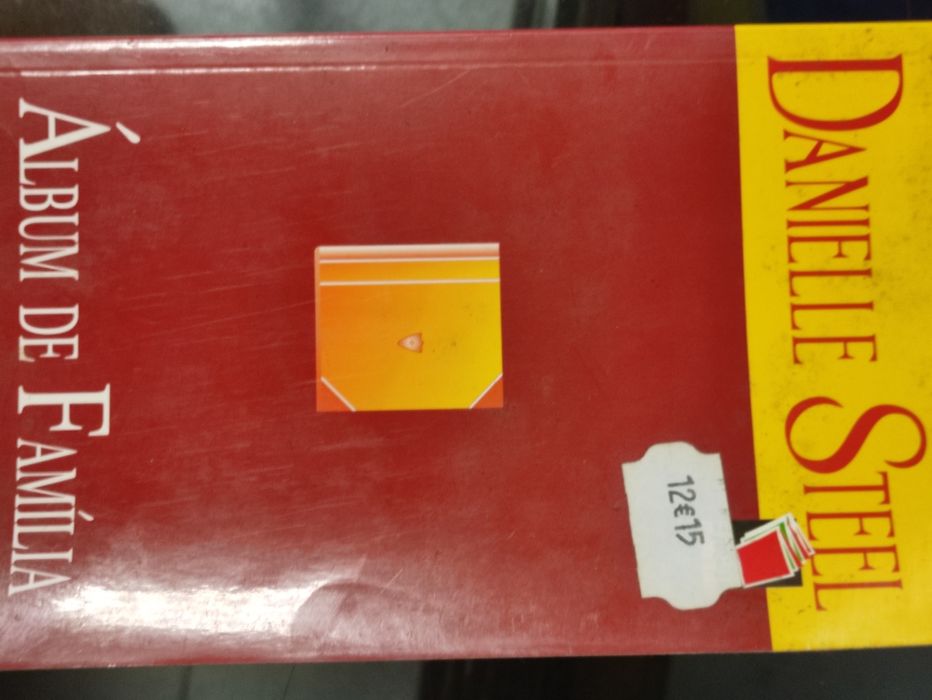 DANIELLE STEEL
12€15
ÁLBUM DE FAMÍLIA